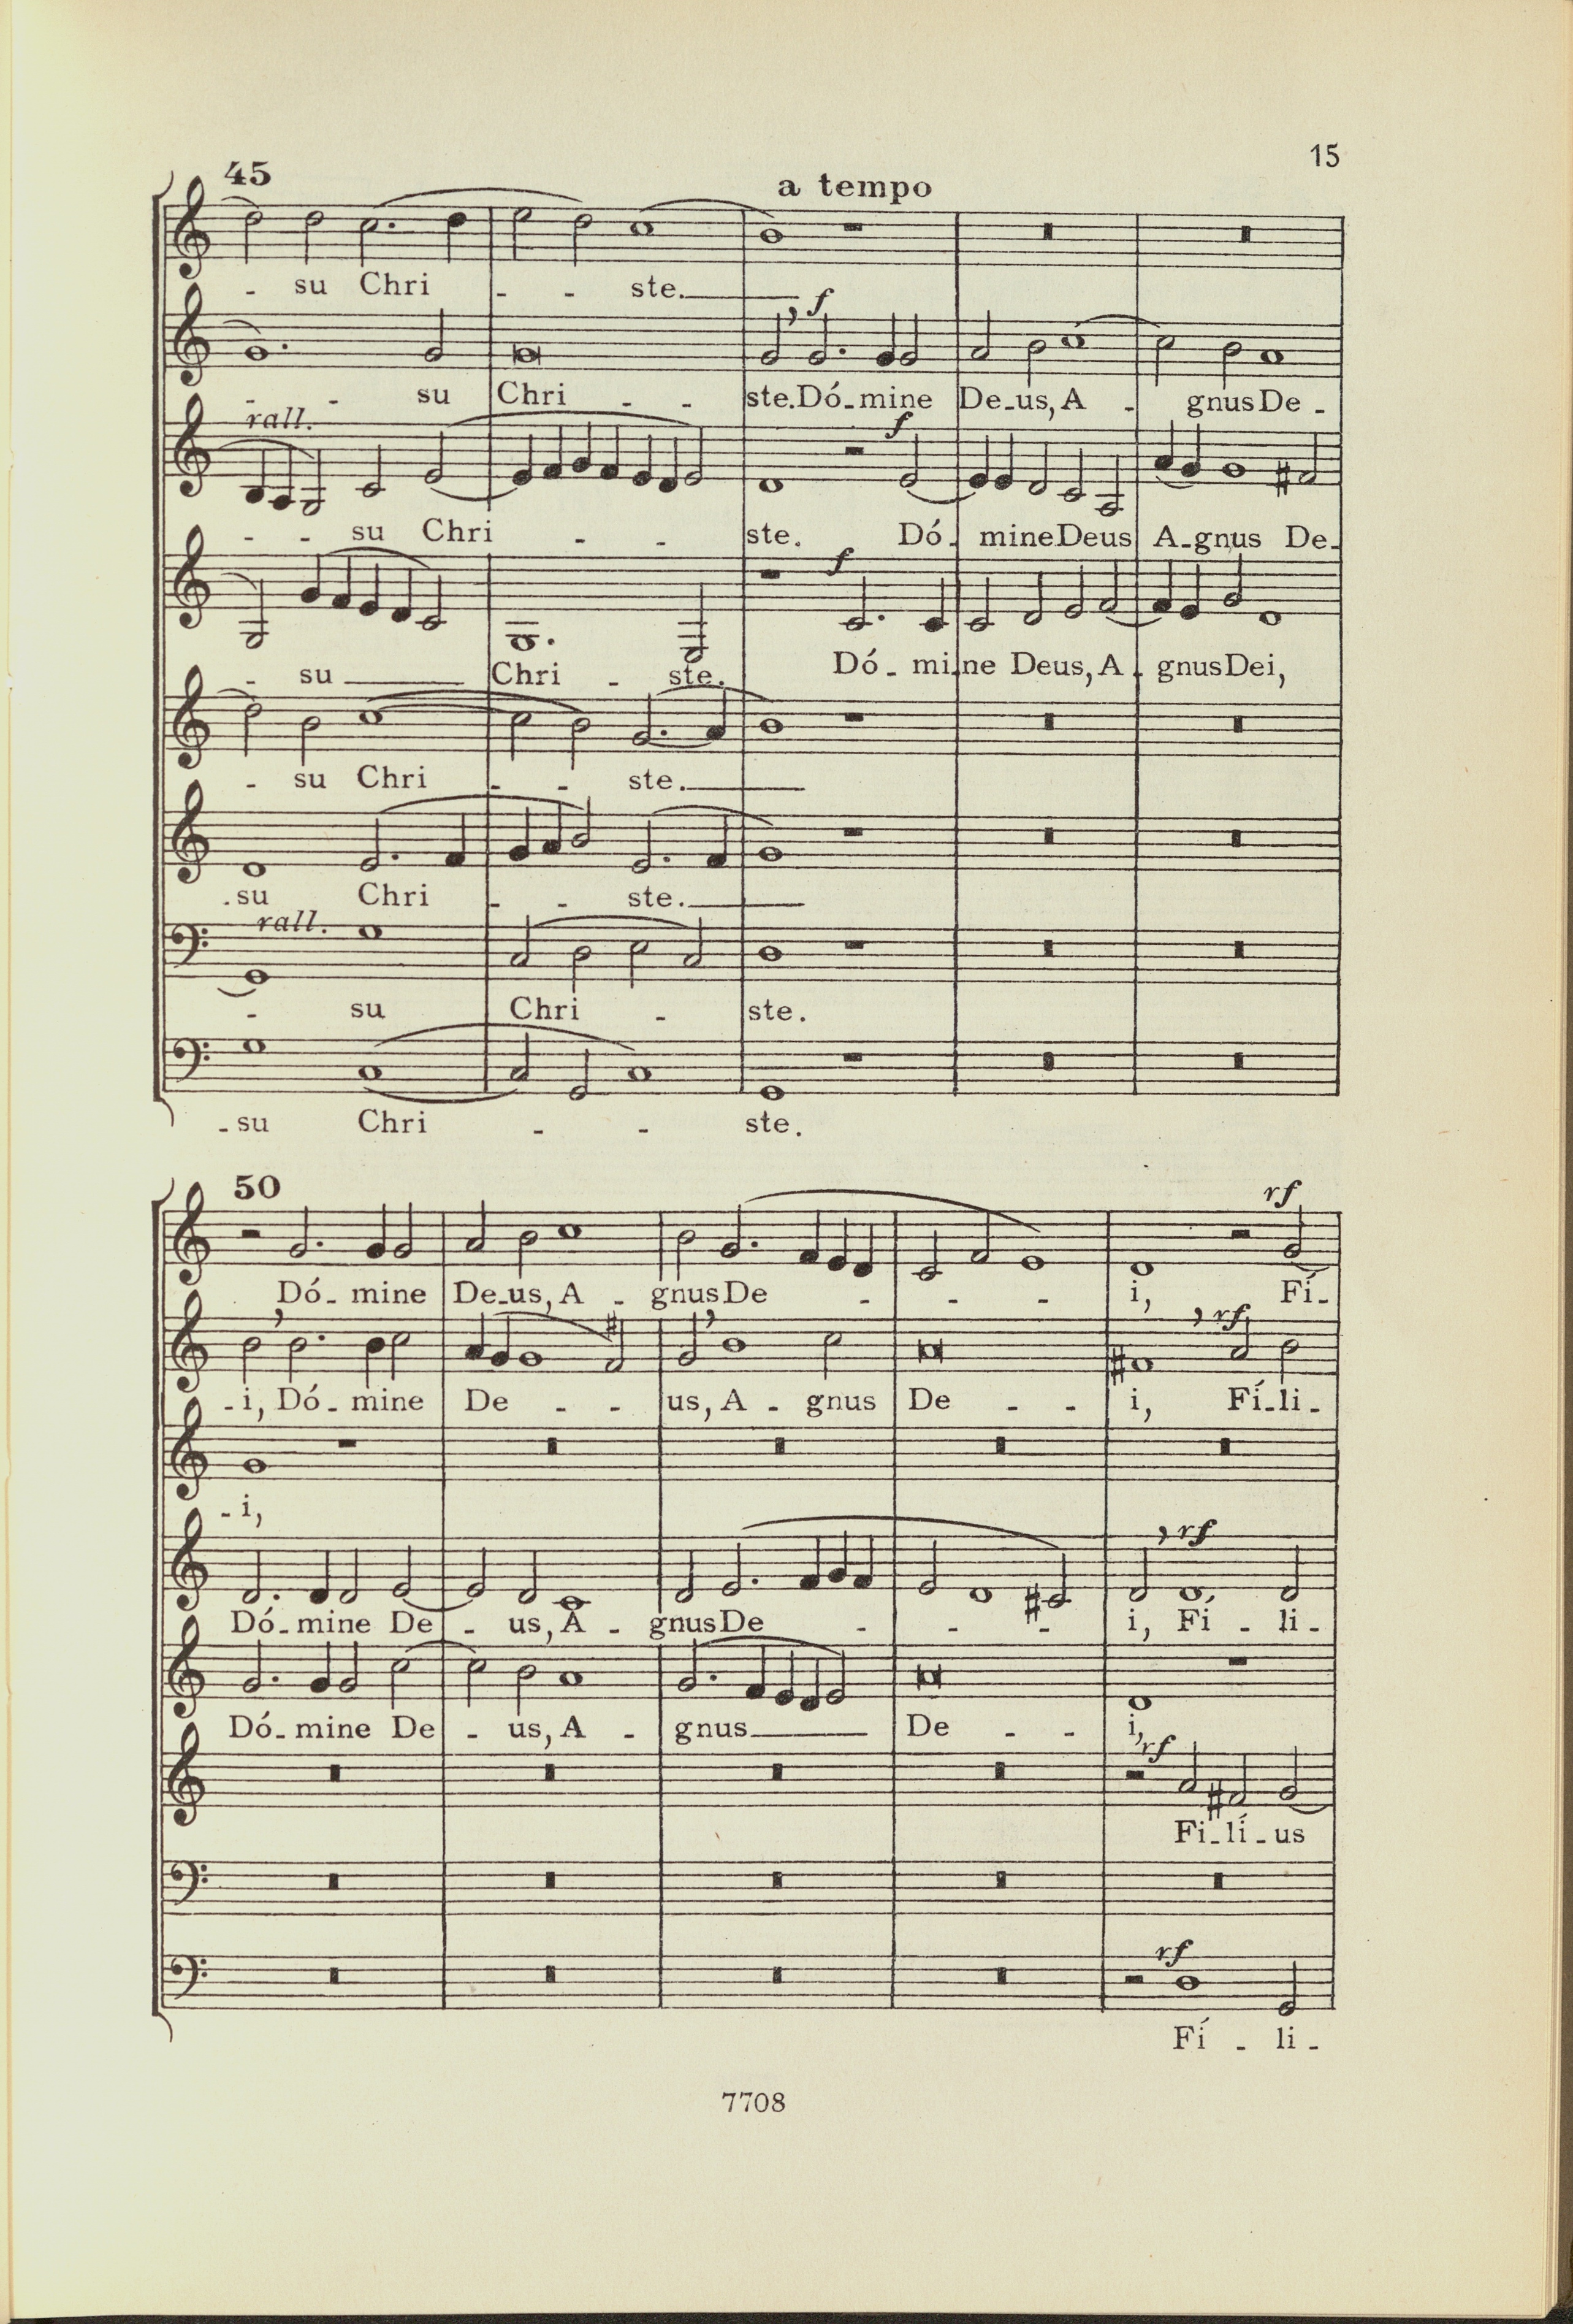 15
45
a tempo
- su Chri - - ste.
f
- - su Chri - - ste. Dó - mine De - us, A - gnus De -
rall.
f
- - su Chri - - ste. Dó - mine Deus A - gnus De -
f
- su Chri - ste. Dó - mi - ne Deus, A - gnus Dei,
- su Chri - - ste.
- su Chri - - ste.
rall.
- su Chri - ste.
- su Chri - - ste.
50
rf
Dó - mine De - us, A - gnus De - - - i, Fí -
rf
- i, Dó - mine De - - us, A - gnus De - - i, Fí - li -
- i,
rf
Dó - mine De - us, A - gnus De - - - i, Fi - li -
Dó - mine De - us, A - gnus De - - i,
rf
Fi - lí - us
rf
Fí - li -
7708